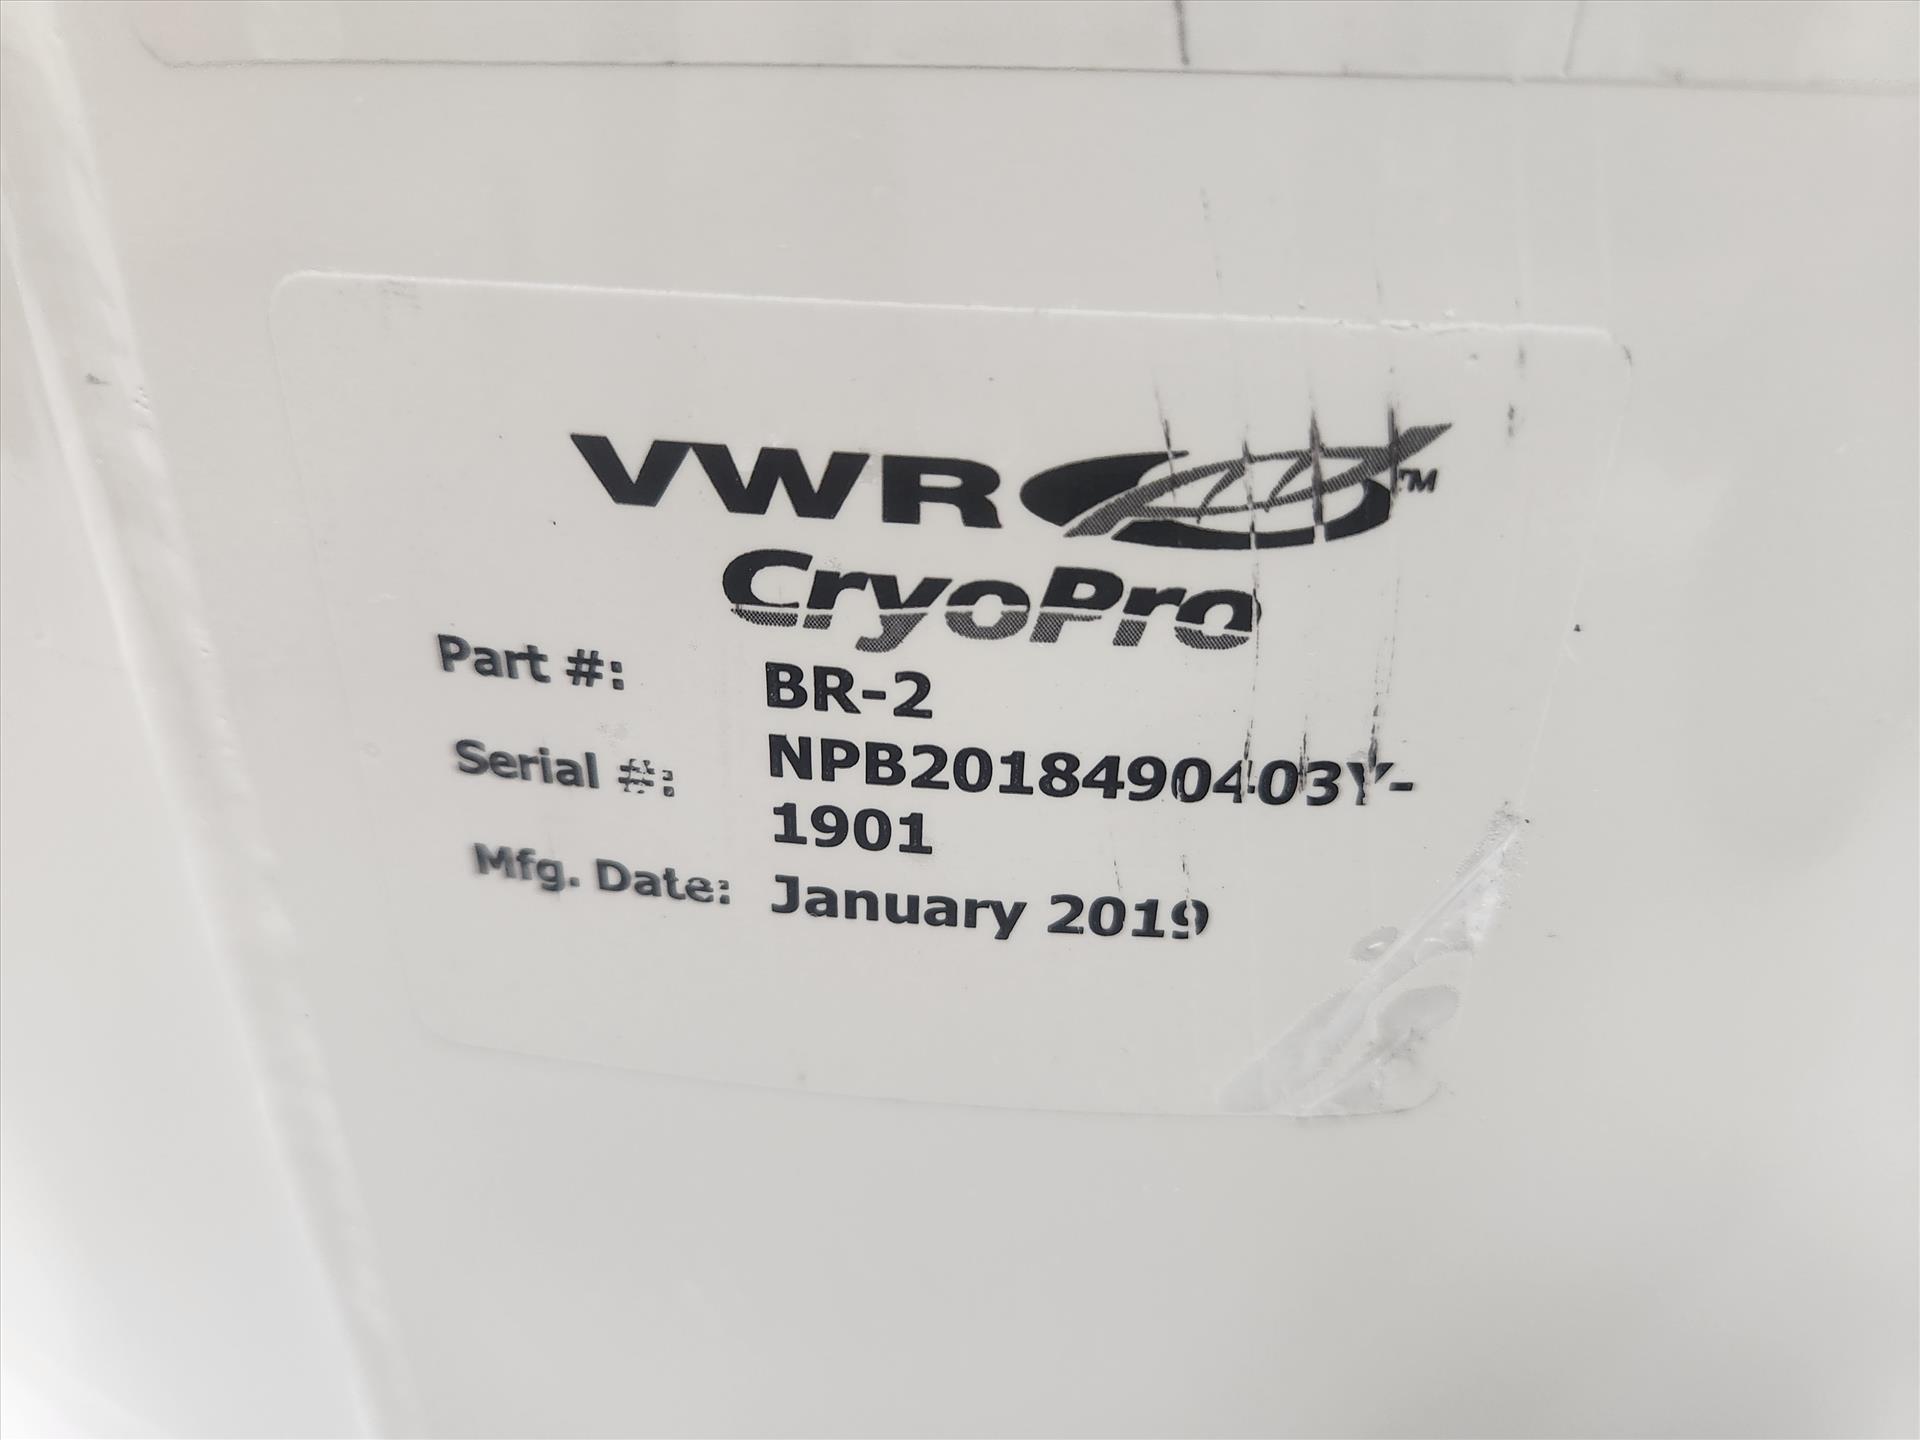 VWR™
CryoPro
Part #: BR-2
Serial #: NPB2018490403Y-
1901
Mfg. Date: January 2019